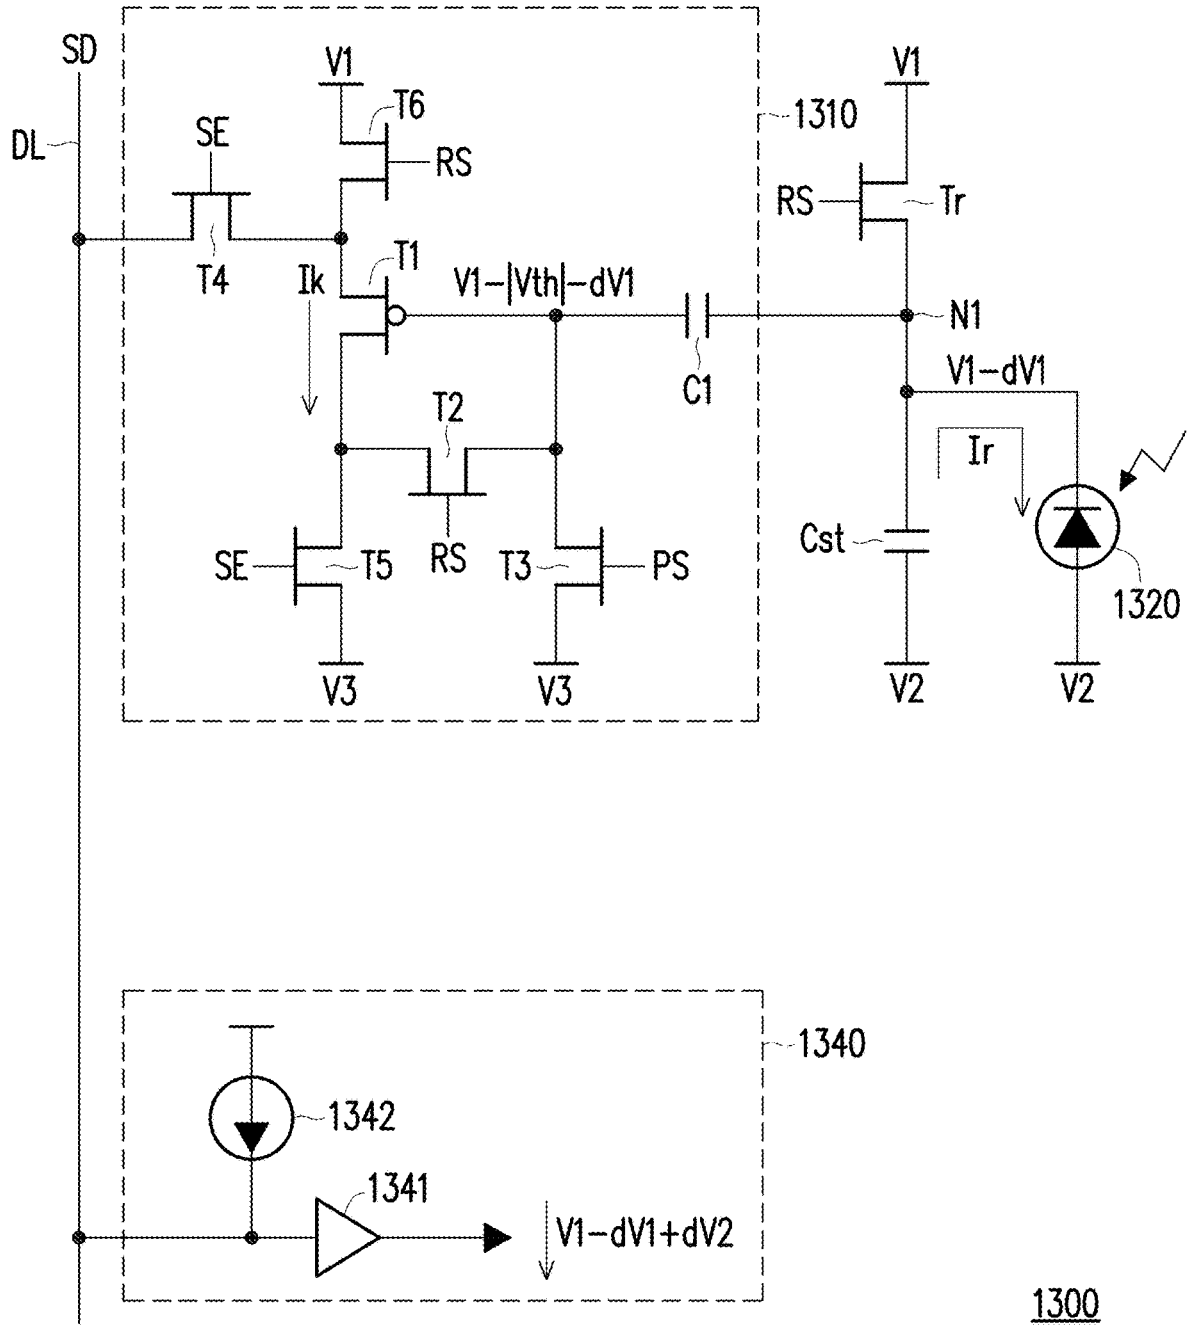 SD
V1
V1
T6
1310
DL
SE
RS
RS
Tr
T4
Ik
T1
V1-|Vth|-dV1
N1
C1
V1-dV1
T2
Ir
Cst
SE
T5
RS
T3
PS
1320
V3
V3
V2
V2
1340
1342
1341
V1-dV1+dV2
1300